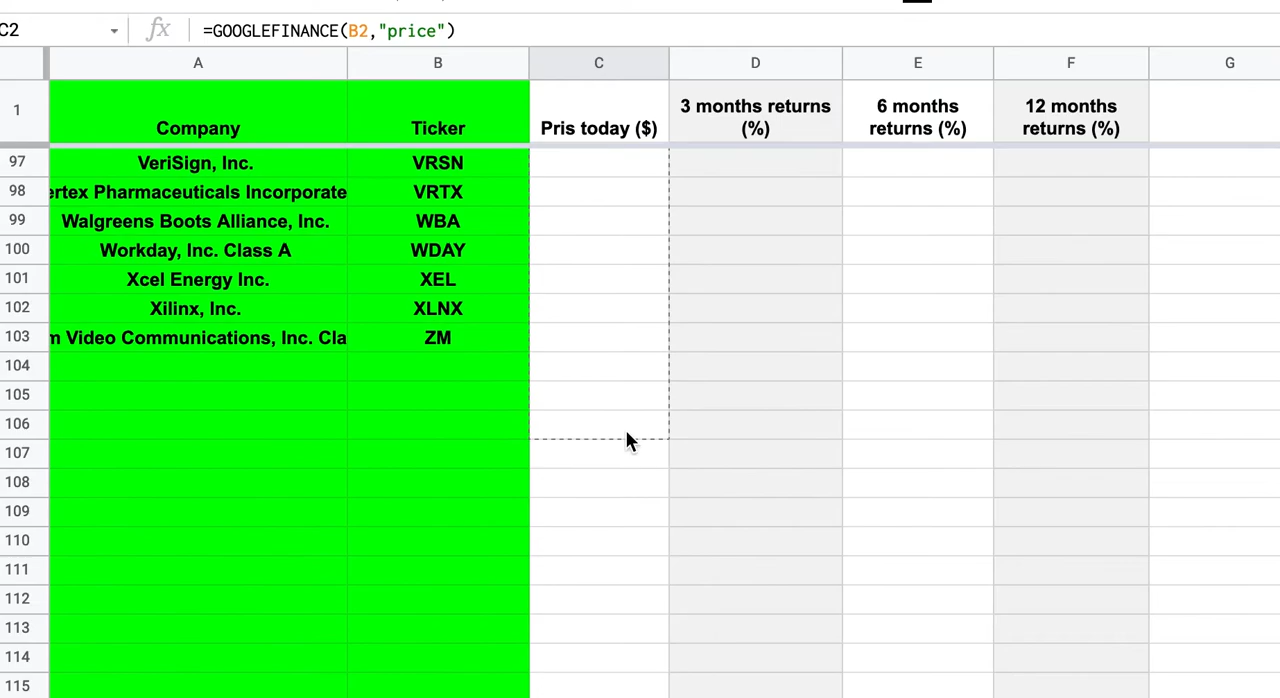 C2 fx =GOOGLEFINANCE(B2,"price")
A B C D E F G
1 Company Ticker Pris today ($) 3 months returns (%) 6 months returns (%) 12 months returns (%)
97 VeriSign, Inc. VRSN
98 ertex Pharmaceuticals Incorporate VRTX
99 Walgreens Boots Alliance, Inc. WBA
100 Workday, Inc. Class A WDAY
101 Xcel Energy Inc. XEL
102 Xilinx, Inc. XLNX
103 m Video Communications, Inc. Cla ZM
104
105
106
107
108
109
110
111
112
113
114
115